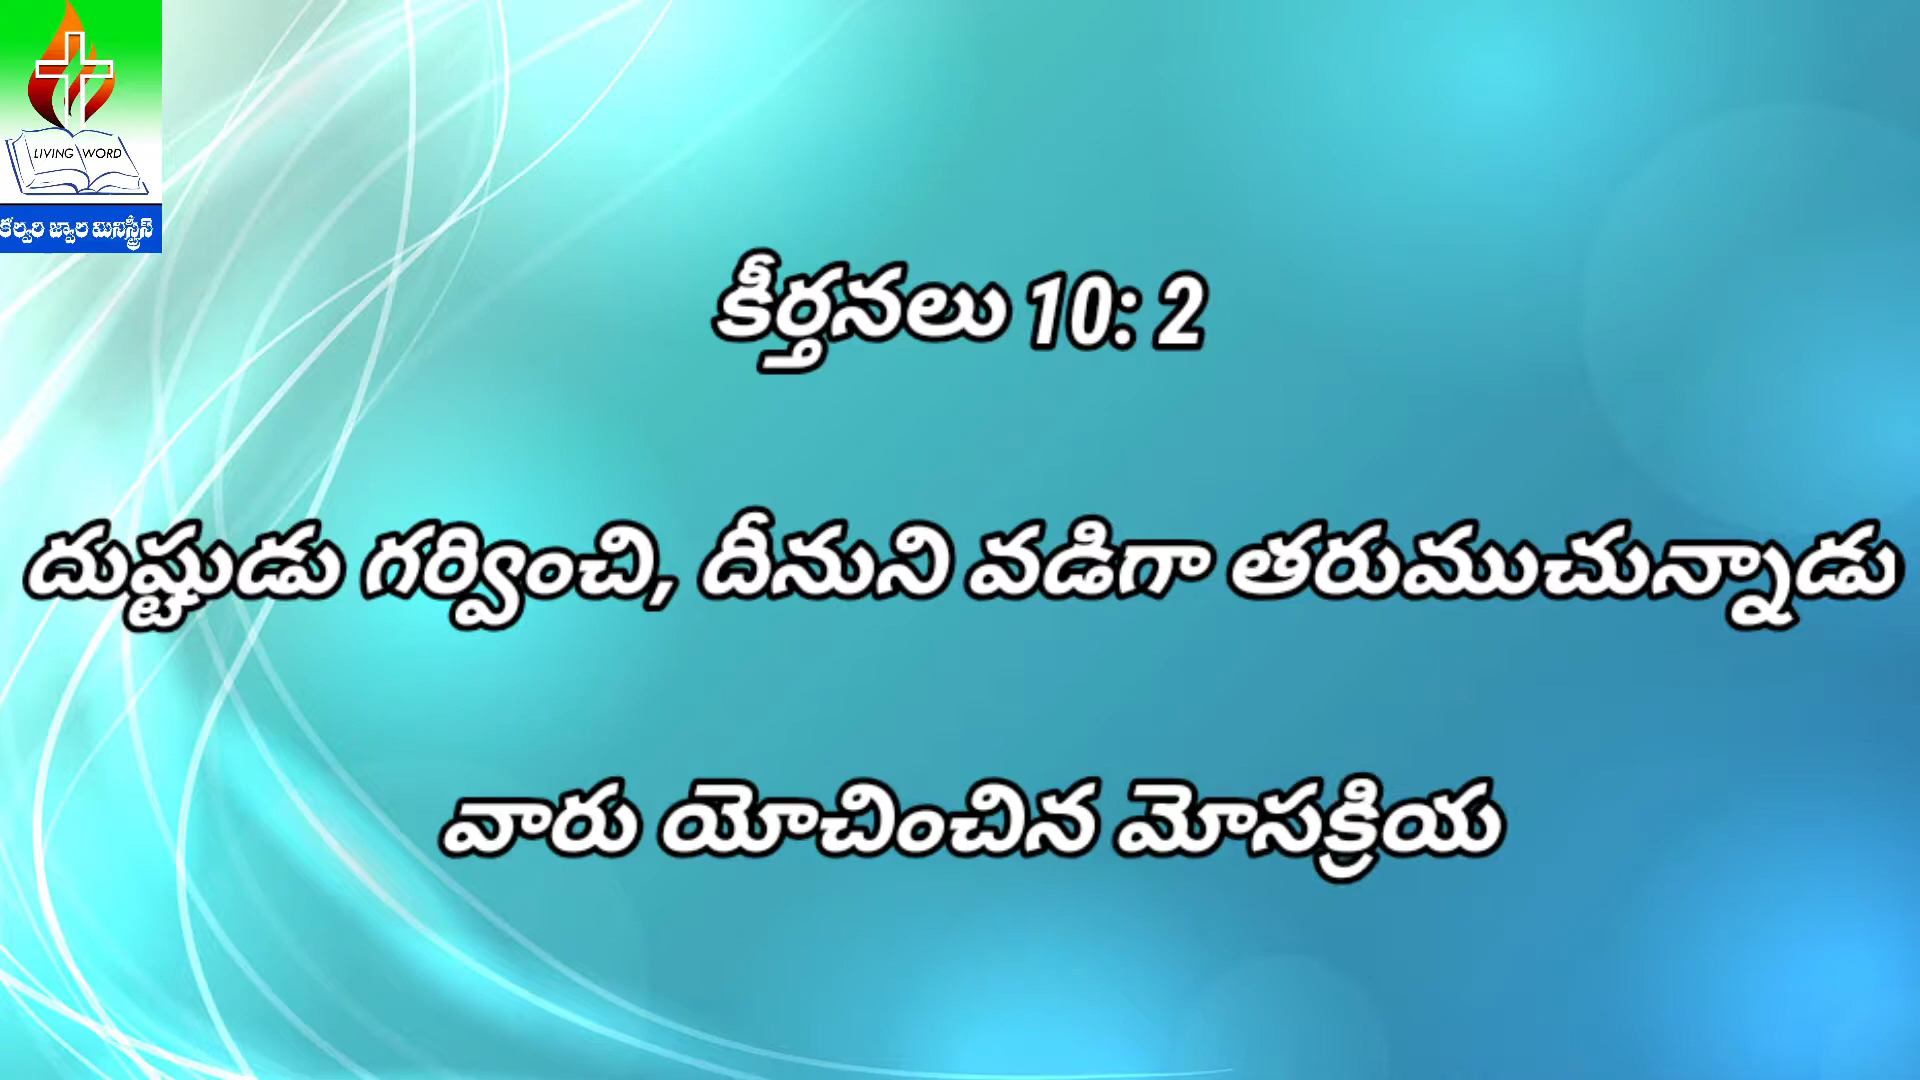 LIVING WORD
కల్వరి జ్వాల మినిస్ట్రీస్
కీర్తనలు 10: 2
దుష్టుడు గర్వించి, దీనుని వడిగా తరుముచున్నాడు
వారు యోచించిన మోసక్రియ